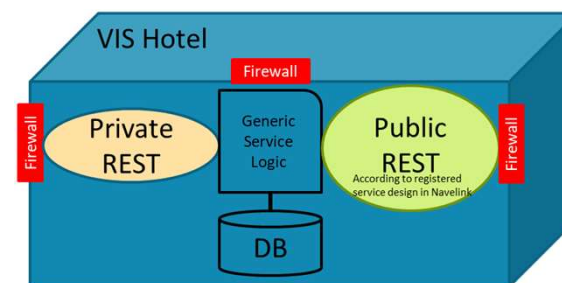 VIS Hotel
Firewall
Firewall
Private
REST
Generic
Service
Logic
Public
REST
According to registered
service design in Navelink
Firewall
DB